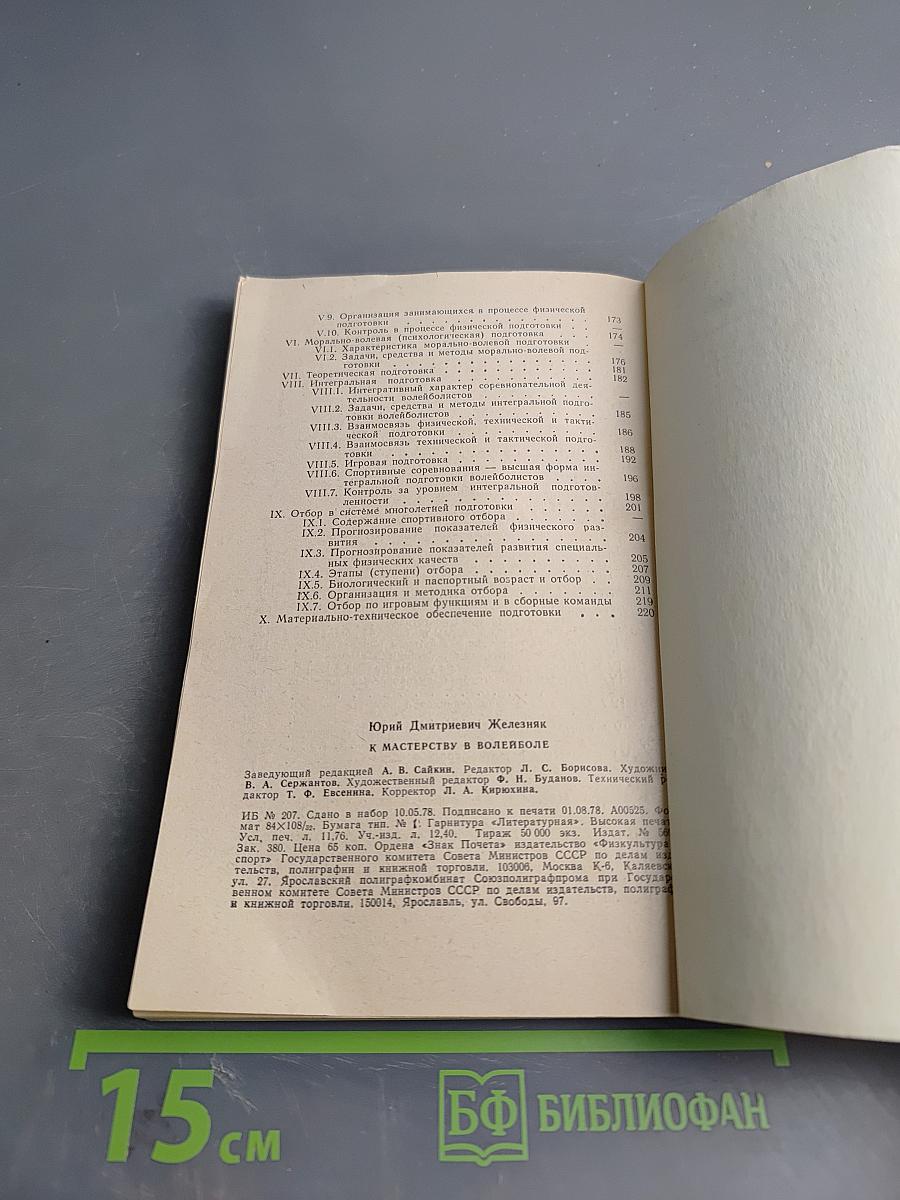 V.9. Организация занимающихся в процессе физической
подготовки . . . . . . . . . . . . 173
V.10. Контроль в процессе физической подготовки . . —
VI. Морально-волевая (психологическая) подготовка . . . 174
VI.1. Характеристика морально-волевой подготовки . —
VI.2. Задачи, средства и методы морально-волевой под-
готовки . . . . . . . . . . . . 176
VII. Теоретическая подготовка . . . . . . . . . 181
VIII. Интегральная подготовка . . . . . . . . . 182
VIII.1. Интегративный характер соревновательной дея-
тельности волейболистов . . . . . . . —
VIII.2. Задачи, средства и методы интегральной подго-
товки волейболистов . . . . . . . . 185
VIII.3. Взаимосвязь физической, технической и такти-
ческой подготовки . . . . . . . . 186
VIII.4. Взаимосвязь технической и тактической подго-
товки . . . . . . . . . . . . 188
VIII.5. Игровая подготовка . . . . . . . . 192
VIII.6. Спортивные соревнования — высшая форма ин-
тегральной подготовки волейболистов . . . . 196
VIII.7. Контроль за уровнем интегральной подготов-
ленности . . . . . . . . . . . 198
IX. Отбор в системе многолетней подготовки . . . . . . 201
IX.1. Содержание спортивного отбора . . . . . . —
IX.2. Прогнозирование показателей физического раз-
вития . . . . . . . . . . . . 204
IX.3. Прогнозирование показателей развития специаль-
ных физических качеств . . . . . . . . 205
IX.4. Этапы (ступени) отбора . . . . . . . . 207
IX.5. Биологический и паспортный возраст и отбор . . 209
IX.6. Организация и методика отбора . . . . . . 211
IX.7. Отбор по игровым функциям и в сборные команды 219
X. Материально-техническое обеспечение подготовки . . . 220
Юрий Дмитриевич Железняк
К МАСТЕРСТВУ В ВОЛЕЙБОЛЕ
Заведующий редакцией А. В. Сайкин. Редактор Л. С. Борисова. Художни
В. А. Сержантов. Художественный редактор Ф. Н. Буданов. Технический р
дактор Т. Ф. Евсенина. Корректор Л. А. Кирюхина.
ИБ № 207. Сдано в набор 10.05.78. Подписано к печати 01.08.78. А00525. Фо
мат 84×108/32. Бумага тип. № 1. Гарнитура «Литературная». Высокая печа
Усл. печ. л. 11,76. Уч.-изд. л. 12,40. Тираж 50 000 экз. Издат. №
Зак. 380. Цена 65 коп. Ордена «Знак Почета» издательство «Физкультура
спорт» Государственного комитета Совета Министров СССР по делам изд
тельств, полиграфии и книжной торговли. 103006, Москва К-6, Каляевс
ул. 27. Ярославский полиграфкомбинат Союзполиграфпрома при Государ
венном комитете Совета Министров СССР по делам издательств, полиграф
и книжной торговли. 150014, Ярославль, ул. Свободы, 97.
15 см
БФ БИБЛИОФАН